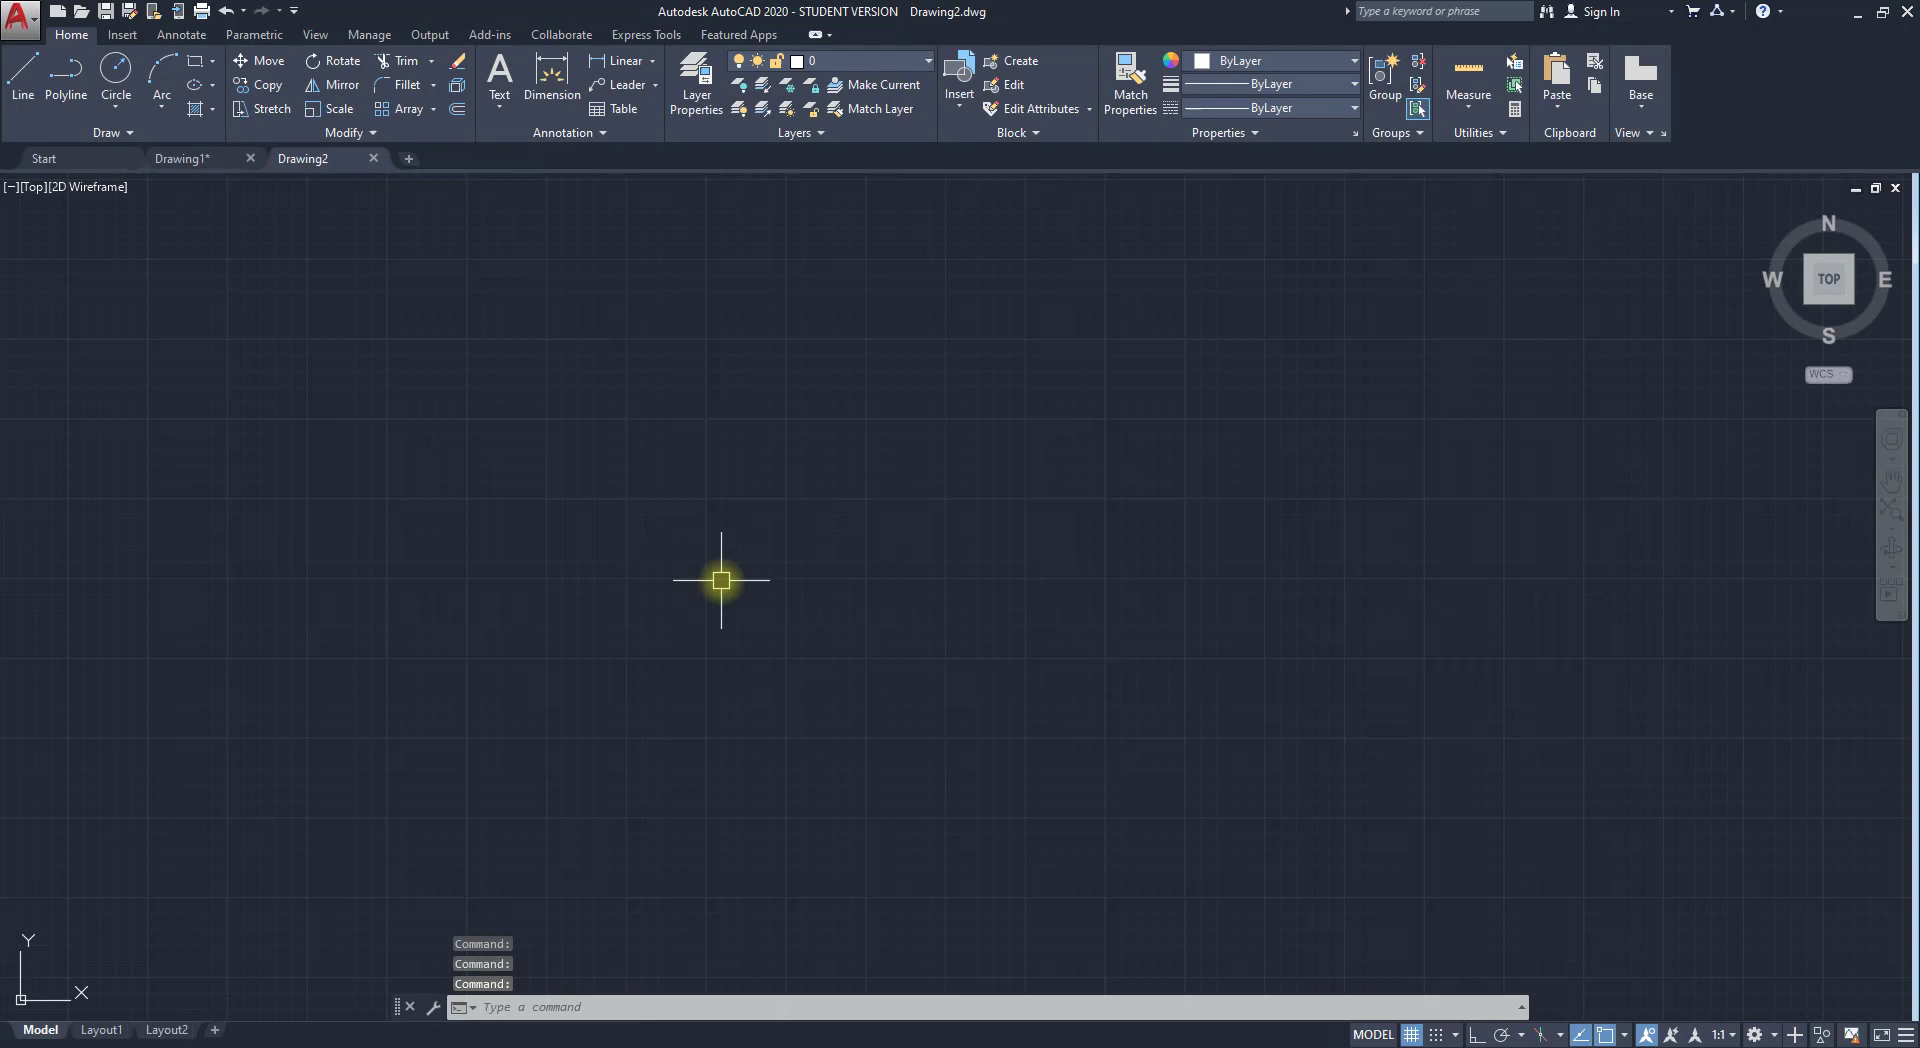 Autodesk AutoCAD 2020 - STUDENT VERSION Drawing2.dwg
Type a keyword or phrase
Sign In
Home Insert Annotate Parametric View Manage Output Add-ins Collaborate Express Tools Featured Apps
Line Polyline Circle Arc
Draw
Move Rotate Trim
Copy Mirror Fillet
Stretch Scale Array
Modify
Text Dimension
Linear
Leader
Table
Annotation
Layer Properties
0
Make Current
Match Layer
Layers
Insert
Create
Edit
Edit Attributes
Block
Match Properties
ByLayer
ByLayer
ByLayer
Properties
Group
Groups
Measure
Utilities
Paste
Clipboard
Base
View
Start Drawing1* Drawing2
[−][Top][2D Wireframe]
N
W TOP E
S
WCS
Y
X
Command:
Command:
Command:
Type a command
Model Layout1 Layout2
MODEL 1:1